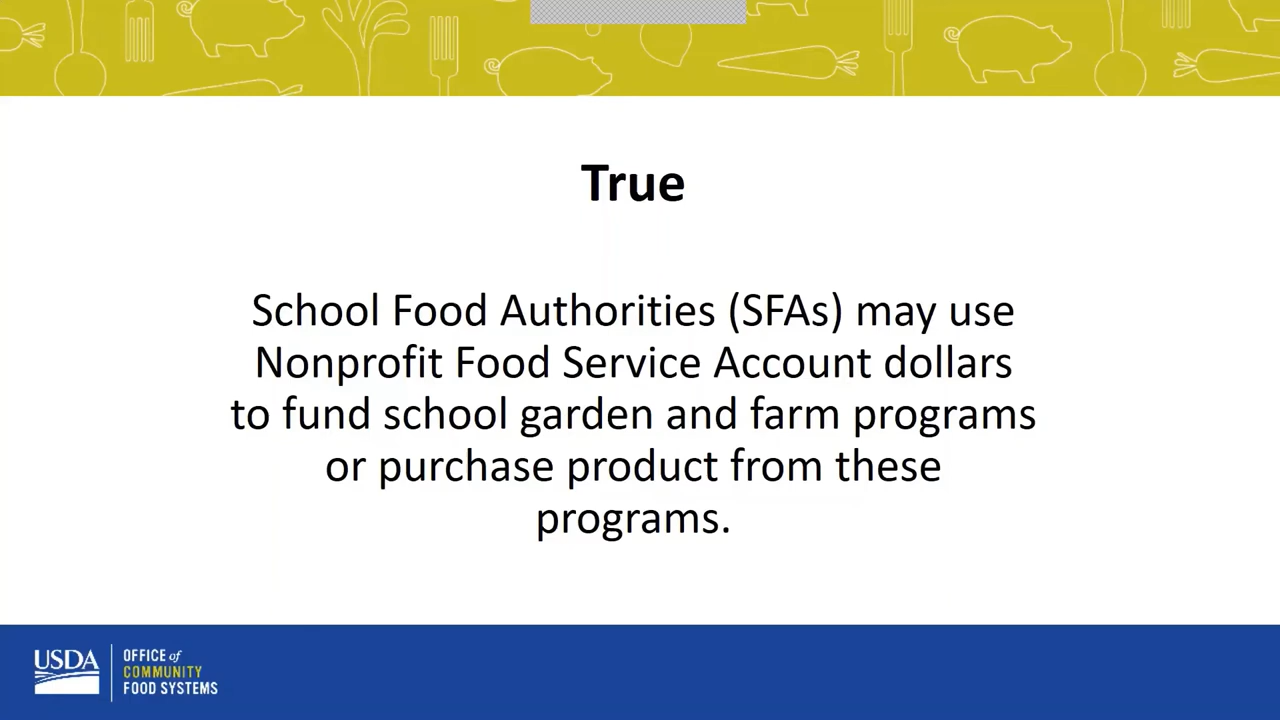 True
School Food Authorities (SFAs) may use
Nonprofit Food Service Account dollars
to fund school garden and farm programs
or purchase product from these
programs.
USDA
OFFICE of
COMMUNITY
FOOD SYSTEMS